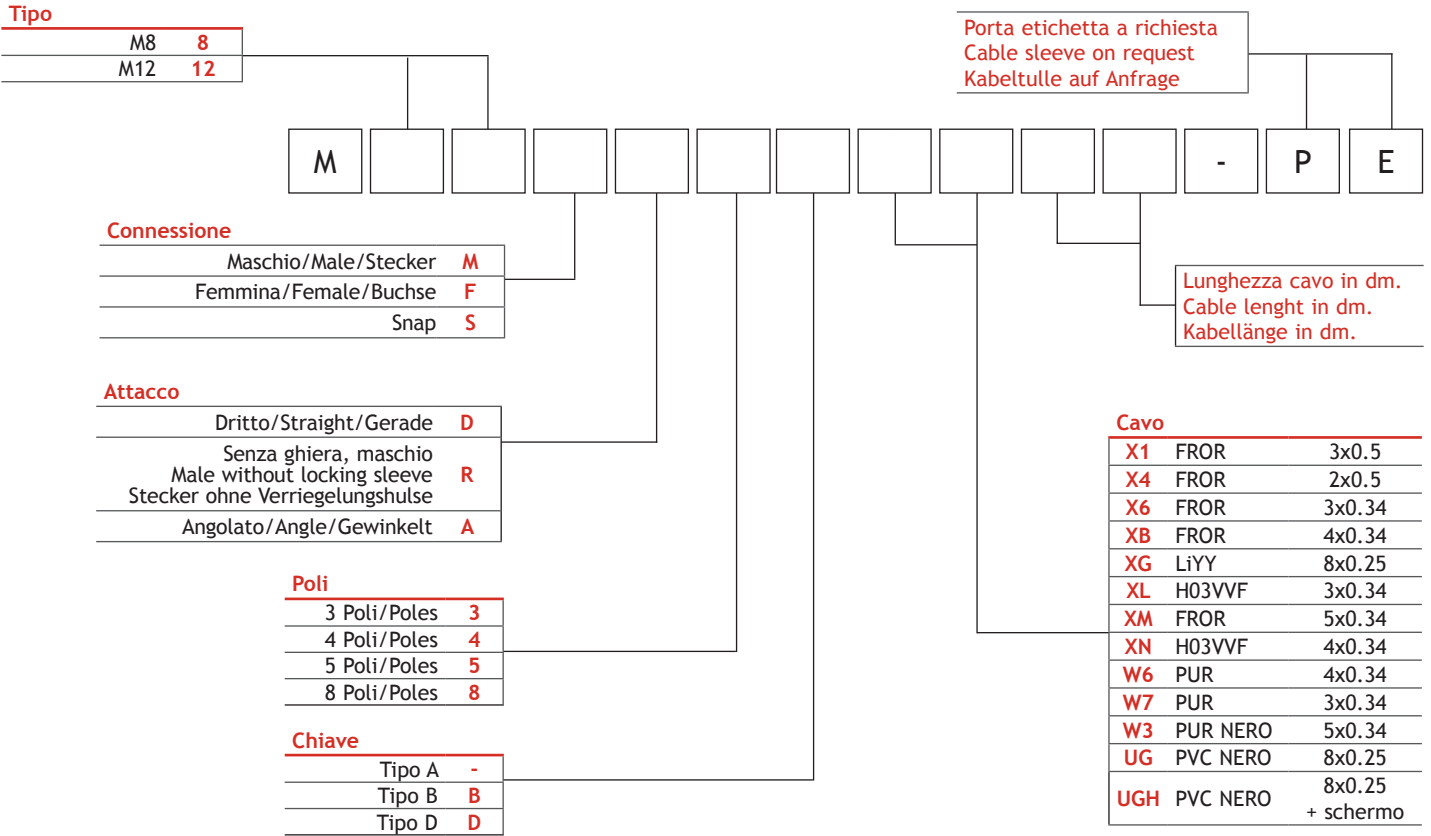 Tipo
M8 8
M12 12
Porta etichetta a richiesta
Cable sleeve on request
Kabeltulle auf Anfrage
M - P E
Connessione
Maschio/Male/Stecker M
Femmina/Female/Buchse F
Snap S
Lunghezza cavo in dm.
Cable lenght in dm.
Kabellänge in dm.
Attacco
Dritto/Straight/Gerade D
Senza ghiera, maschio
Male without locking sleeve R
Stecker ohne Verriegelungshulse
Angolato/Angle/Gewinkelt A
Poli
3 Poli/Poles 3
4 Poli/Poles 4
5 Poli/Poles 5
8 Poli/Poles 8
Chiave
Tipo A -
Tipo B B
Tipo D D
Cavo
X1 FROR 3x0.5
X4 FROR 2x0.5
X6 FROR 3x0.34
XB FROR 4x0.34
XG LiYY 8x0.25
XL H03VVF 3x0.34
XM FROR 5x0.34
XN H03VVF 4x0.34
W6 PUR 4x0.34
W7 PUR 3x0.34
W3 PUR NERO 5x0.34
UG PVC NERO 8x0.25
UGH PVC NERO 8x0.25
+ schermo